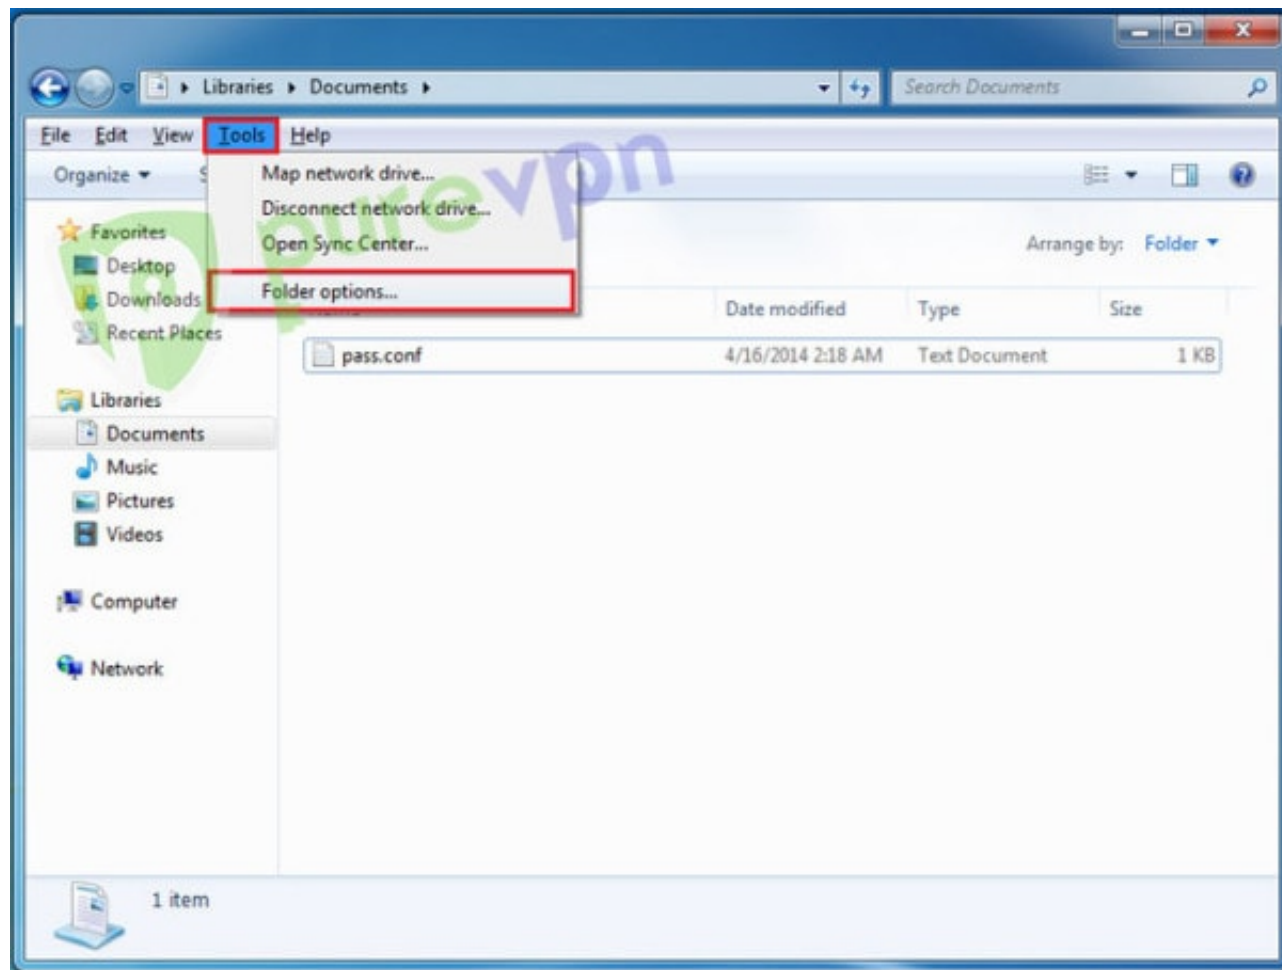 Libraries ▸ Documents ▸
Search Documents
File Edit View Tools Help
Organize
Map network drive...
Disconnect network drive...
Open Sync Center...
Folder options...
purevpn
Arrange by: Folder
Favorites
Desktop
Downloads
Recent Places
Libraries
Documents
Music
Pictures
Videos
Computer
Network
Date modified Type Size
pass.conf 4/16/2014 2:18 AM Text Document 1 KB
1 item